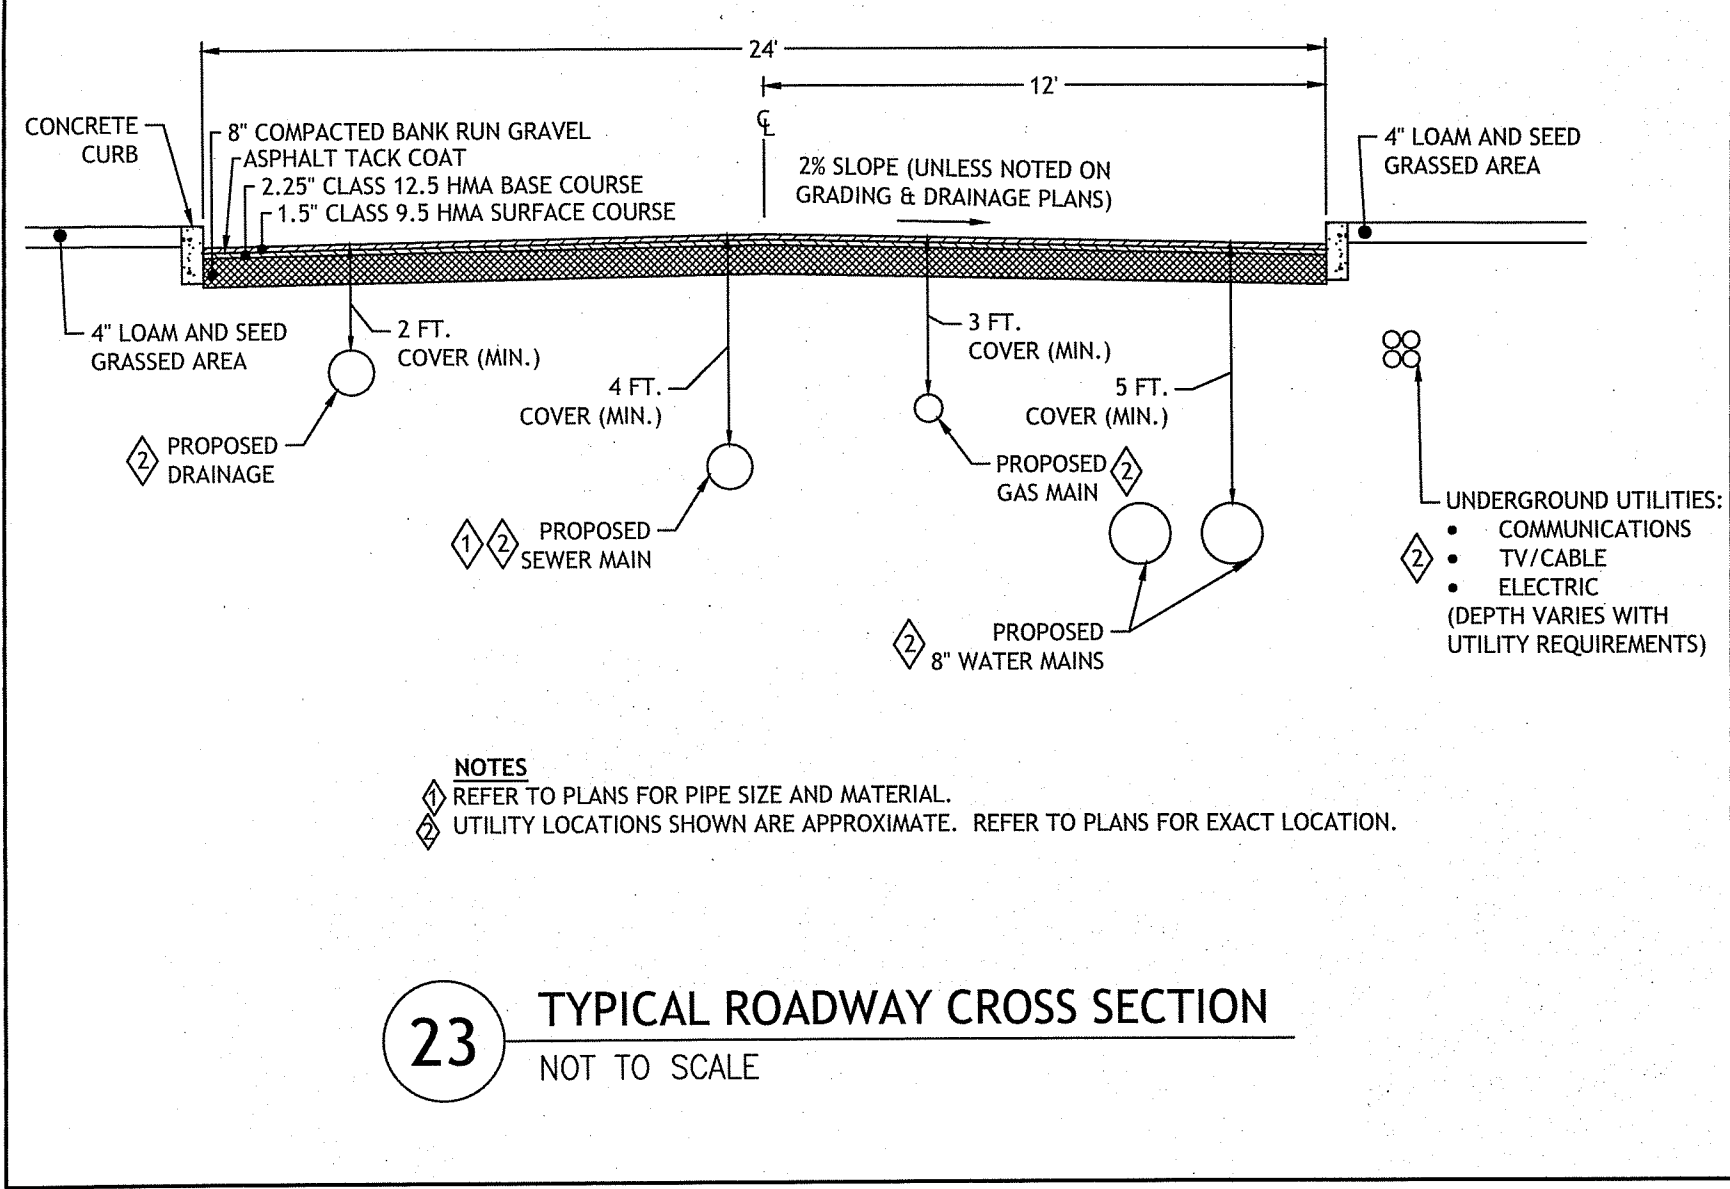 24'
12'
℄
CONCRETE
CURB
8" COMPACTED BANK RUN GRAVEL
ASPHALT TACK COAT
2.25" CLASS 12.5 HMA BASE COURSE
1.5" CLASS 9.5 HMA SURFACE COURSE
2% SLOPE (UNLESS NOTED ON
GRADING & DRAINAGE PLANS)
4" LOAM AND SEED
GRASSED AREA
4" LOAM AND SEED
GRASSED AREA
2 FT.
COVER (MIN.)
4 FT.
COVER (MIN.)
3 FT.
COVER (MIN.)
5 FT.
COVER (MIN.)
2 PROPOSED
DRAINAGE
1 2 PROPOSED
SEWER MAIN
PROPOSED 2
GAS MAIN
2 PROPOSED
8" WATER MAINS
UNDERGROUND UTILITIES:
• COMMUNICATIONS
2 • TV/CABLE
• ELECTRIC
(DEPTH VARIES WITH
UTILITY REQUIREMENTS)
NOTES
1 REFER TO PLANS FOR PIPE SIZE AND MATERIAL.
2 UTILITY LOCATIONS SHOWN ARE APPROXIMATE. REFER TO PLANS FOR EXACT LOCATION.
23
TYPICAL ROADWAY CROSS SECTION
NOT TO SCALE